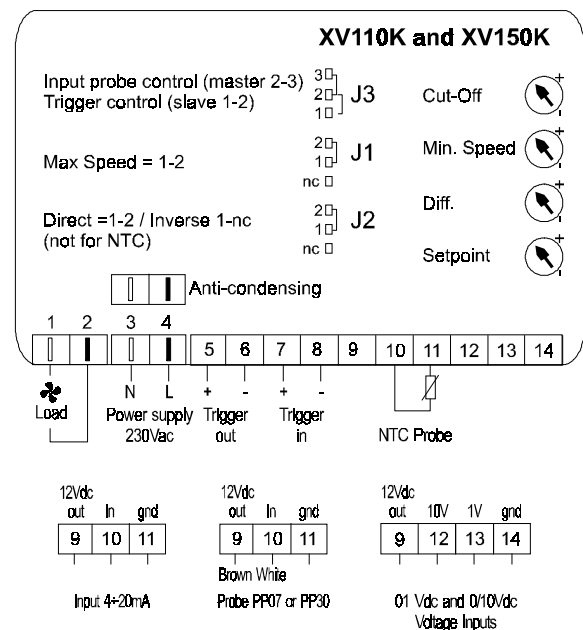 XV110K and XV150K
Input probe control (master 2-3)
Trigger control (slave 1-2)
3
2
1
J3
Cut-Off
+
-
Max Speed = 1-2
2
1
nc
J1
Min. Speed
+
-
Direct =1-2 / Inverse 1-nc
(not for NTC)
2
1
nc
J2
Diff.
+
-
Setpoint
+
-
Anti-condensing
1 2 3 4
5 6 7 8 9 10 11 12 13 14
N L + - + -
Load
Power supply
230Vac
Trigger
out
Trigger
in
NTC Probe
12Vdc
out In gnd
9 10 11
Input 4÷20mA
12Vdc
out In gnd
9 10 11
Brown White
Probe PP07 or PP30
12Vdc
out 10V 1V gnd
9 12 13 14
01 Vdc and 0/10Vdc
Voltage Inputs